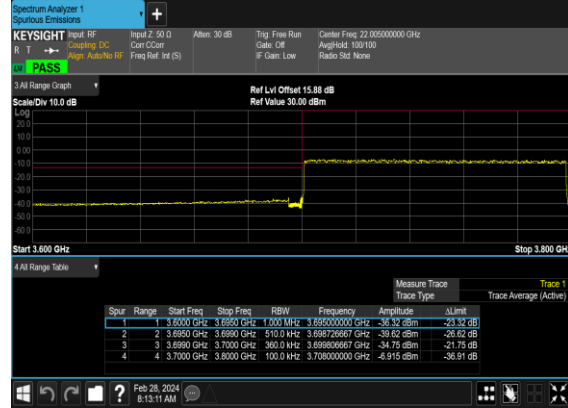 Spectrum Analyzer 1
Spurious Emissions
+
KEYSIGHT Input: RF Input Z: 50 Ω Atten: 30 dB Trig: Free Run Center Freq: 22.005000000 GHz
R T Coupling: DC Corr CCorr Gate: Off Avg|Hold: 100/100
Align: Auto/No RF Freq Ref: Int (S) IF Gain: Low Radio Std: None
PASS
3 All Range Graph Ref Lvl Offset 15.88 dB
Scale/Div 10.0 dB Ref Value 30.00 dBm
Log
20.0
10.0
0.00
-10.0
-20.0
-30.0
-40.0
-50.0
-60.0
Start 3.600 GHz Stop 3.800 GH
4 All Range Table
Measure Trace Trace 1
Trace Type Trace Average (Active)
Spur Range Start Freq Stop Freq RBW Frequency Amplitude ΔLimit
1 1 3.6000 GHz 3.6950 GHz 1.000 MHz 3.695000000 GHz -36.32 dBm -23.32 dB
2 2 3.6950 GHz 3.6990 GHz 510.0 kHz 3.698726667 GHz -39.62 dBm -26.62 dB
3 3 3.6990 GHz 3.7000 GHz 360.0 kHz 3.699806667 GHz -34.75 dBm -21.75 dB
4 4 3.7000 GHz 3.8000 GHz 100.0 kHz 3.708000000 GHz -6.915 dBm -36.91 dB
? Feb 28, 2024
8:13:11 AM